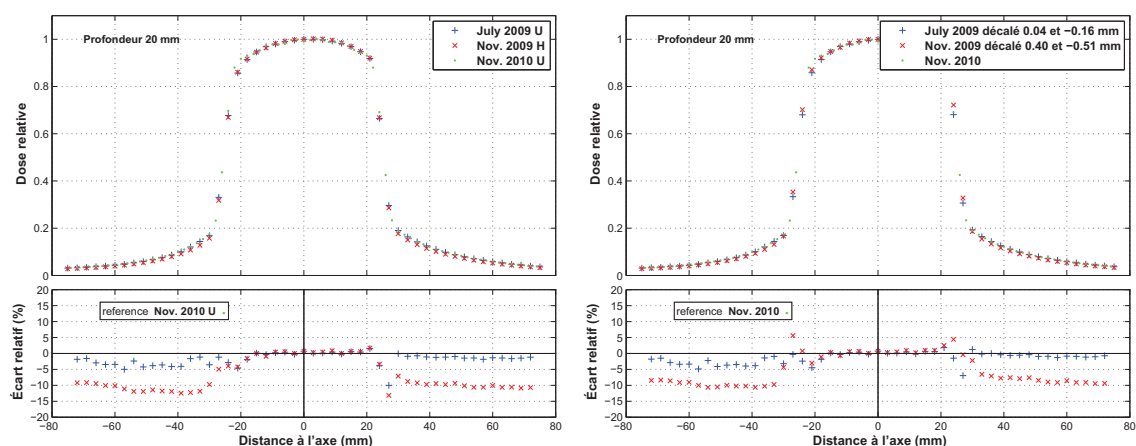 Profondeur 20 mm
July 2009 U
Nov. 2009 H
Nov. 2010 U
Dose relative
1
0.8
0.6
0.4
0.2
0
reference Nov. 2010 U
Écart relatif (%)
20
15
10
5
0
−5
−10
−15
−20
−80 −60 −40 −20 0 20 40 60 80
Distance à l'axe (mm)
Profondeur 20 mm
July 2009 décalé 0.04 et −0.16 mm
Nov. 2009 décalé 0.40 et −0.51 mm
Nov. 2010
Dose relative
1
0.8
0.6
0.4
0.2
0
reference Nov. 2010
Écart relatif (%)
20
15
10
5
0
−5
−10
−15
−20
−80 −60 −40 −20 0 20 40 60 80
Distance à l'axe (mm)